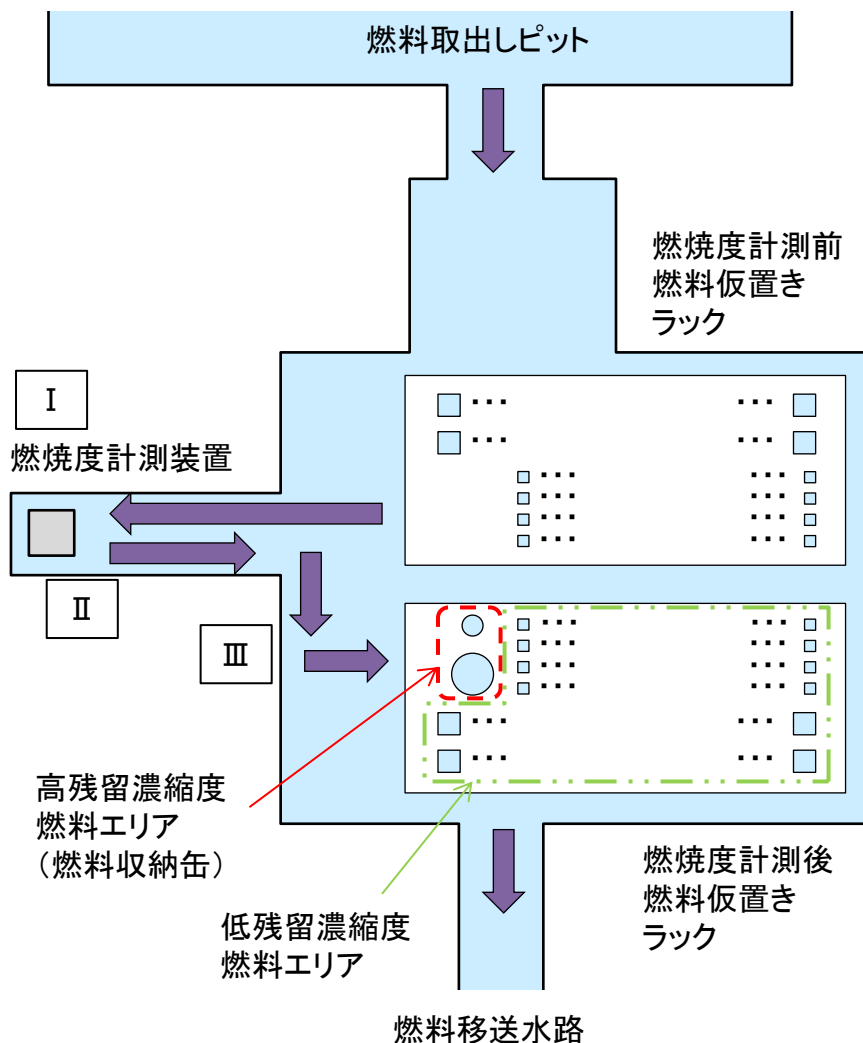 燃料取出しピット
燃焼度計測前
燃料仮置き
ラック
Ⅰ
燃焼度計測装置
Ⅱ
Ⅲ
高残留濃縮度
燃料エリア
（燃料収納缶）
低残留濃縮度
燃料エリア
燃焼度計測後
燃料仮置き
ラック
燃料移送水路